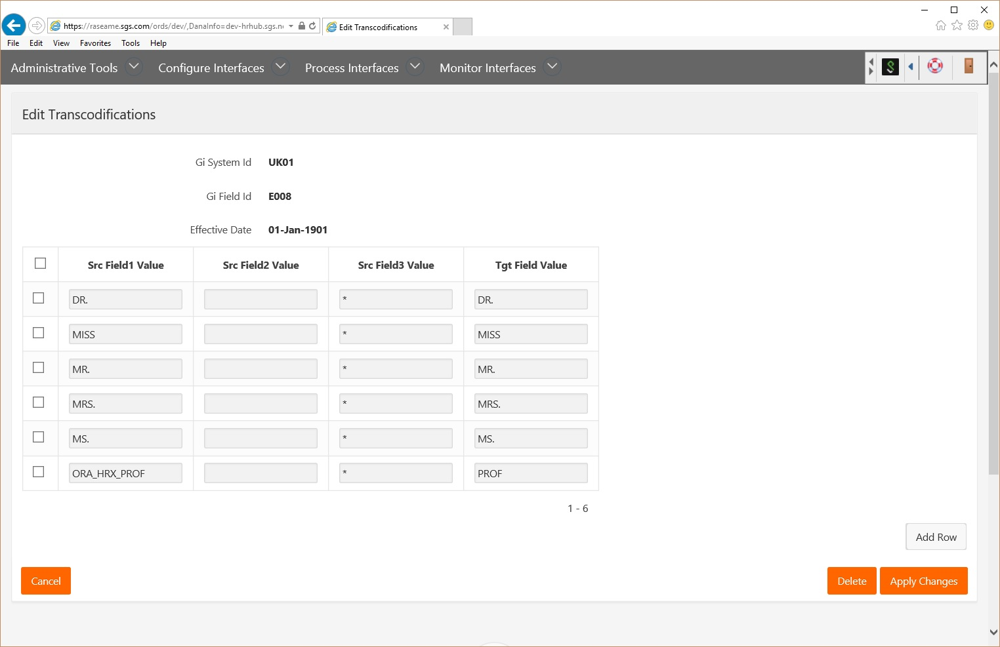 https://raseame.sgs.com/ords/dev/,DanaInfo=dev-hrhub.sgs.n
Edit Transcodifications
File Edit View Favorites Tools Help
Administrative Tools Configure Interfaces Process Interfaces Monitor Interfaces
Edit Transcodifications
Gi System Id UK01
Gi Field Id E008
Effective Date 01-Jan-1901
Src Field1 Value Src Field2 Value Src Field3 Value Tgt Field Value
DR. * DR.
MISS * MISS
MR. * MR.
MRS. * MRS.
MS. * MS.
ORA_HRX_PROF * PROF
1 - 6
Add Row
Cancel Delete Apply Changes